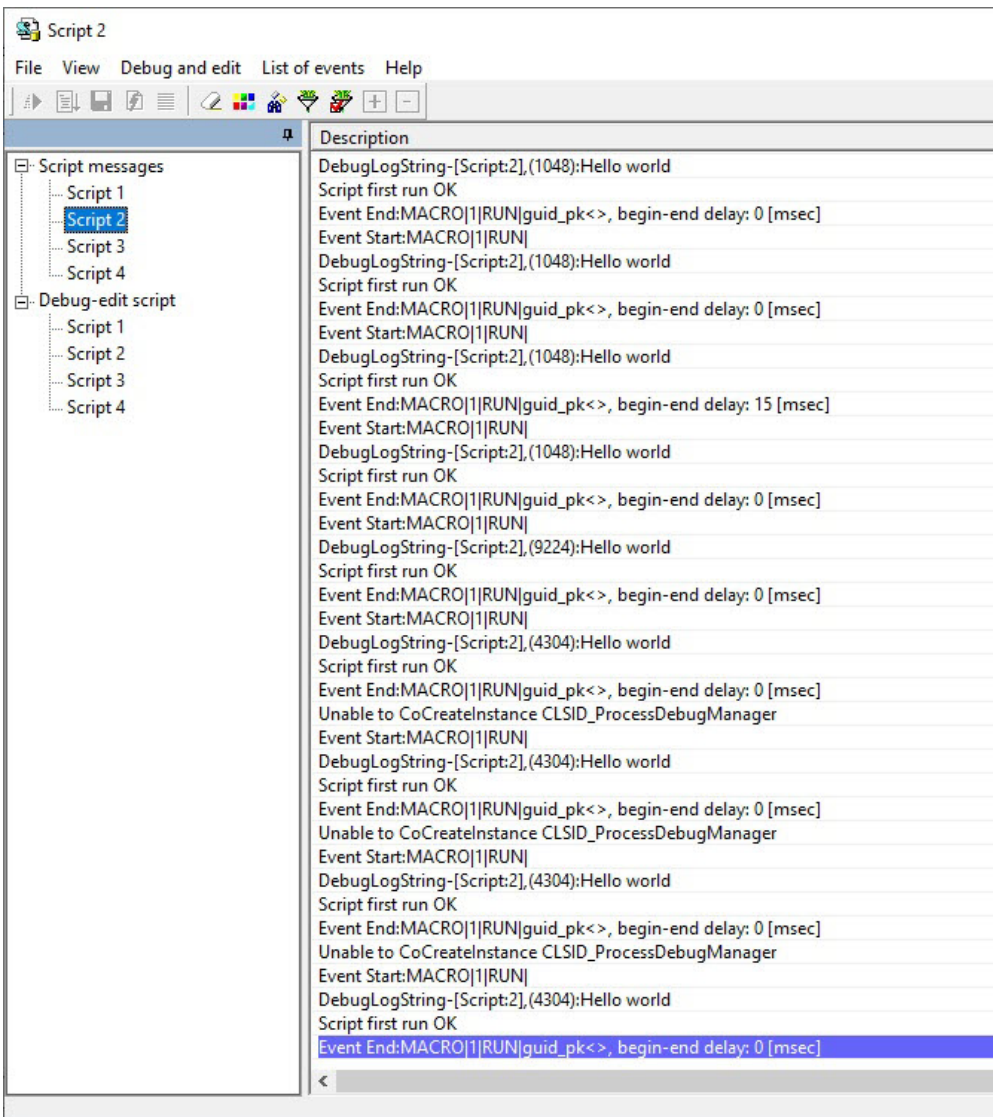 Script 2
File View Debug and edit List of events Help
Description
Script messages
Script 1
Script 2
Script 3
Script 4
Debug-edit script
Script 1
Script 2
Script 3
Script 4
DebugLogString-[Script:2],(1048):Hello world
Script first run OK
Event End:MACRO|1|RUN|guid_pk<>, begin-end delay: 0 [msec]
Event Start:MACRO|1|RUN|
DebugLogString-[Script:2],(1048):Hello world
Script first run OK
Event End:MACRO|1|RUN|guid_pk<>, begin-end delay: 0 [msec]
Event Start:MACRO|1|RUN|
DebugLogString-[Script:2],(1048):Hello world
Script first run OK
Event End:MACRO|1|RUN|guid_pk<>, begin-end delay: 15 [msec]
Event Start:MACRO|1|RUN|
DebugLogString-[Script:2],(1048):Hello world
Script first run OK
Event End:MACRO|1|RUN|guid_pk<>, begin-end delay: 0 [msec]
Event Start:MACRO|1|RUN|
DebugLogString-[Script:2],(9224):Hello world
Script first run OK
Event End:MACRO|1|RUN|guid_pk<>, begin-end delay: 0 [msec]
Event Start:MACRO|1|RUN|
DebugLogString-[Script:2],(4304):Hello world
Script first run OK
Event End:MACRO|1|RUN|guid_pk<>, begin-end delay: 0 [msec]
Unable to CoCreateInstance CLSID_ProcessDebugManager
Event Start:MACRO|1|RUN|
DebugLogString-[Script:2],(4304):Hello world
Script first run OK
Event End:MACRO|1|RUN|guid_pk<>, begin-end delay: 0 [msec]
Unable to CoCreateInstance CLSID_ProcessDebugManager
Event Start:MACRO|1|RUN|
DebugLogString-[Script:2],(4304):Hello world
Script first run OK
Event End:MACRO|1|RUN|guid_pk<>, begin-end delay: 0 [msec]
Unable to CoCreateInstance CLSID_ProcessDebugManager
Event Start:MACRO|1|RUN|
DebugLogString-[Script:2],(4304):Hello world
Script first run OK
Event End:MACRO|1|RUN|guid_pk<>, begin-end delay: 0 [msec]